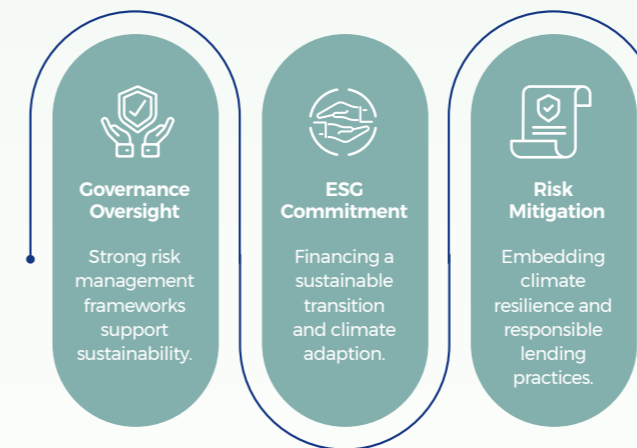 Governance
Oversight
Strong risk
management
frameworks
support
sustainability.
ESG
Commitment
Financing a
sustainable
transition
and climate
adaption.
Risk
Mitigation
Embedding
climate
resilience and
responsible
lending
practices.